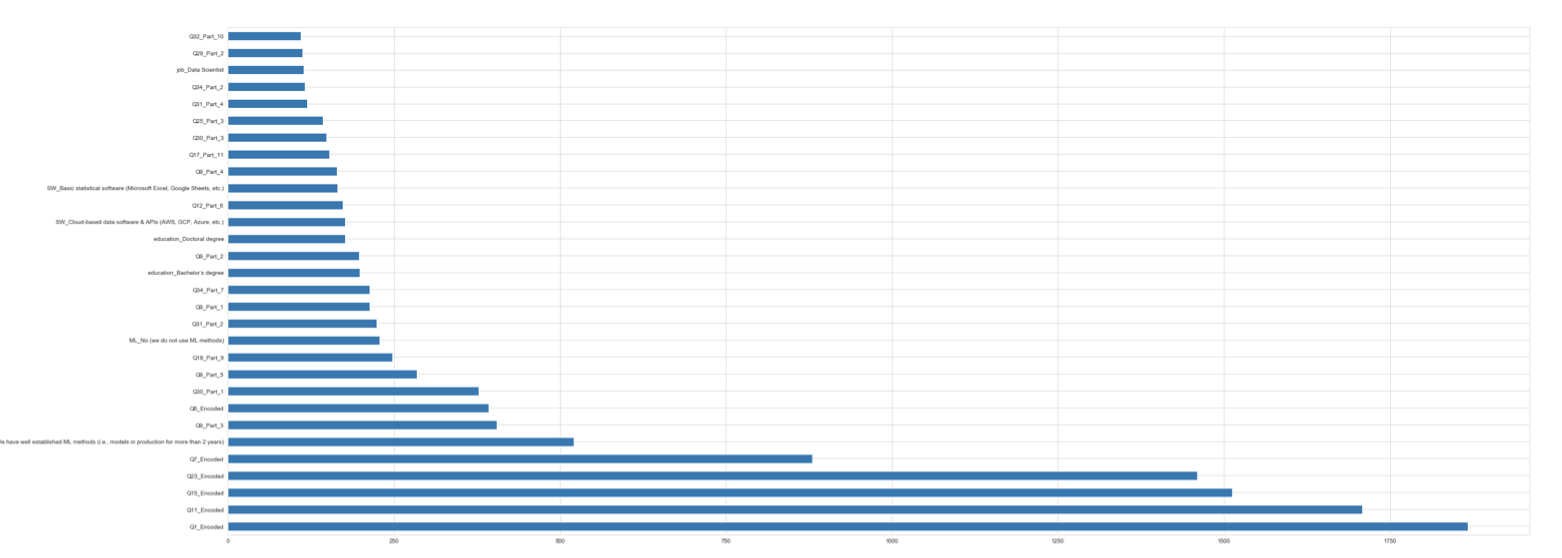 Q32_Part_10
Q29_Part_2
job_Data Scientist
Q34_Part_2
Q31_Part_4
Q25_Part_3
Q30_Part_3
Q17_Part_11
Q9_Part_4
SW_Basic statistical software (Microsoft Excel, Google Sheets, etc.)
Q12_Part_6
SW_Cloud-based data software & APIs (AWS, GCP, Azure, etc.)
education_Doctoral degree
Q9_Part_2
education_Bachelor's degree
Q34_Part_7
Q9_Part_1
Q31_Part_2
ML_No (we do not use ML methods)
Q18_Part_9
Q9_Part_5
Q30_Part_1
Q6_Encoded
Q9_Part_3
have well established ML methods (i.e., models in production for more than 2 years)
Q7_Encoded
Q23_Encoded
Q15_Encoded
Q11_Encoded
Q1_Encoded
0 250 500 750 1000 1250 1500 1750